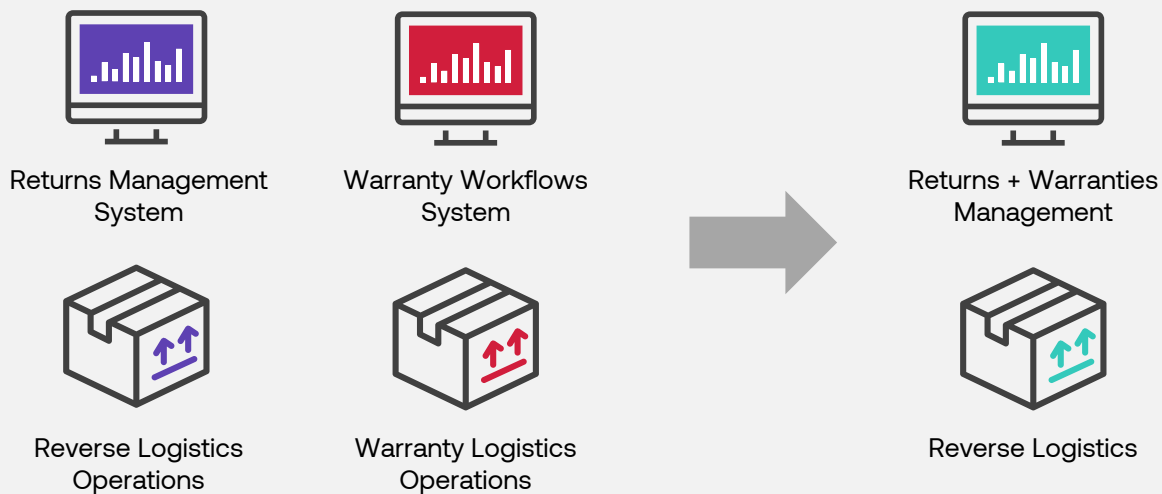 Returns Management
System
Warranty Workflows
System
Returns + Warranties
Management
Reverse Logistics
Operations
Warranty Logistics
Operations
Reverse Logistics